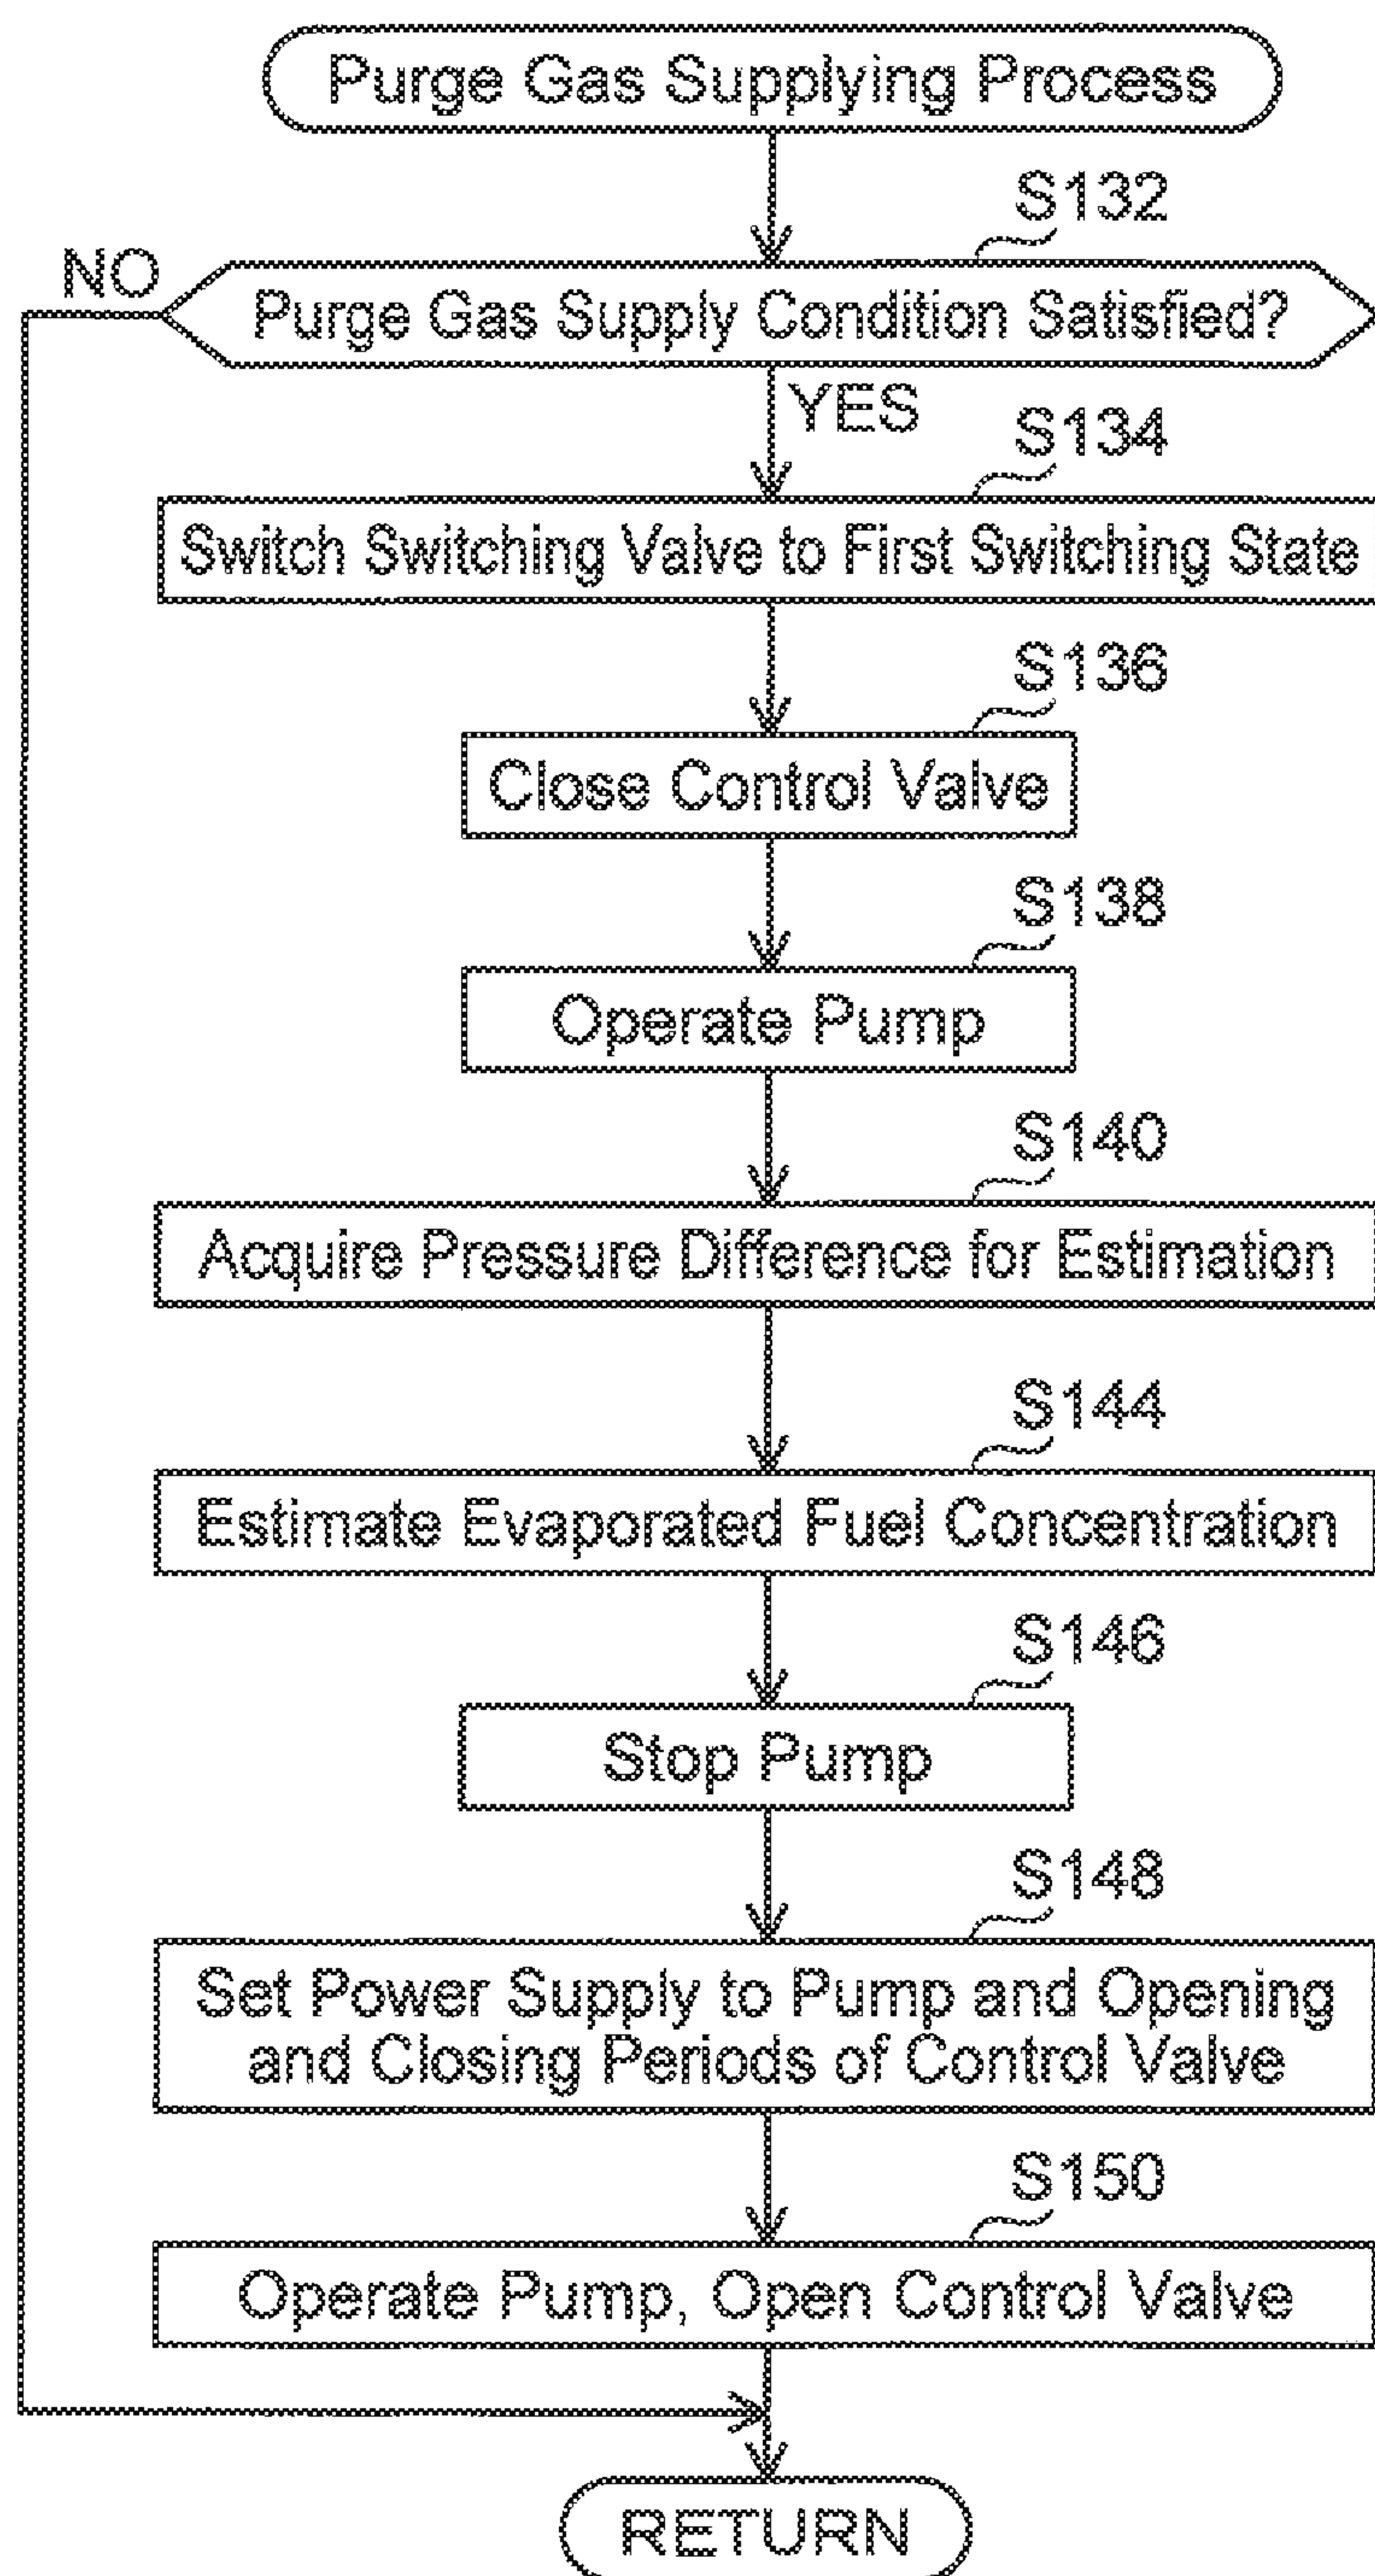 Purge Gas Supplying Process
S132
NO
Purge Gas Supply Condition Satisfied?
YES
S134
Switch Switching Valve to First Switching State
S136
Close Control Valve
S138
Operate Pump
S140
Acquire Pressure Difference for Estimation
S144
Estimate Evaporated Fuel Concentration
S146
Stop Pump
S148
Set Power Supply to Pump and Opening
and Closing Periods of Control Valve
S150
Operate Pump, Open Control Valve
RETURN